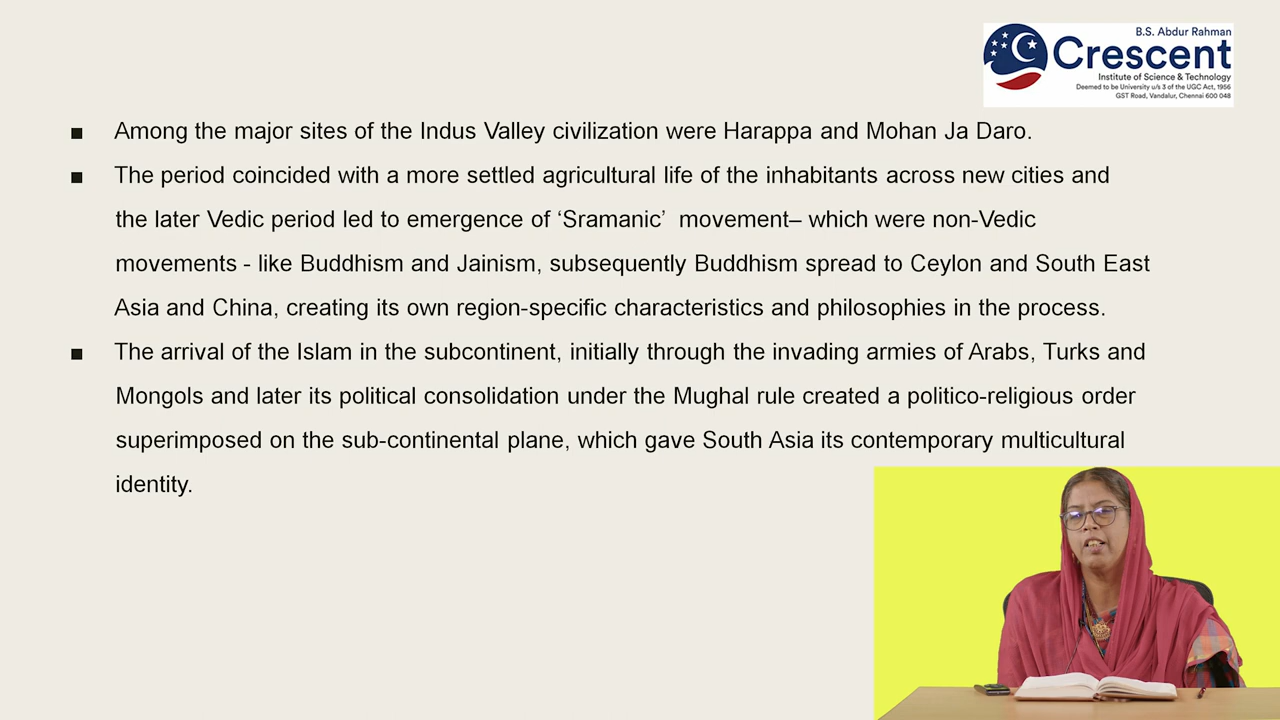 B.S. Abdur Rahman
Crescent
Institute of Science & Technology
Deemed to be University u/s 3 of the UGC Act, 1956
GST Road, Vandalur, Chennai 600 048
■ Among the major sites of the Indus Valley civilization were Harappa and Mohan Ja Daro.
■ The period coincided with a more settled agricultural life of the inhabitants across new cities and
the later Vedic period led to emergence of ‘Sramanic’ movement– which were non-Vedic
movements - like Buddhism and Jainism, subsequently Buddhism spread to Ceylon and South East
Asia and China, creating its own region-specific characteristics and philosophies in the process.
■ The arrival of the Islam in the subcontinent, initially through the invading armies of Arabs, Turks and
Mongols and later its political consolidation under the Mughal rule created a politico-religious order
superimposed on the sub-continental plane, which gave South Asia its contemporary multicultural
identity.